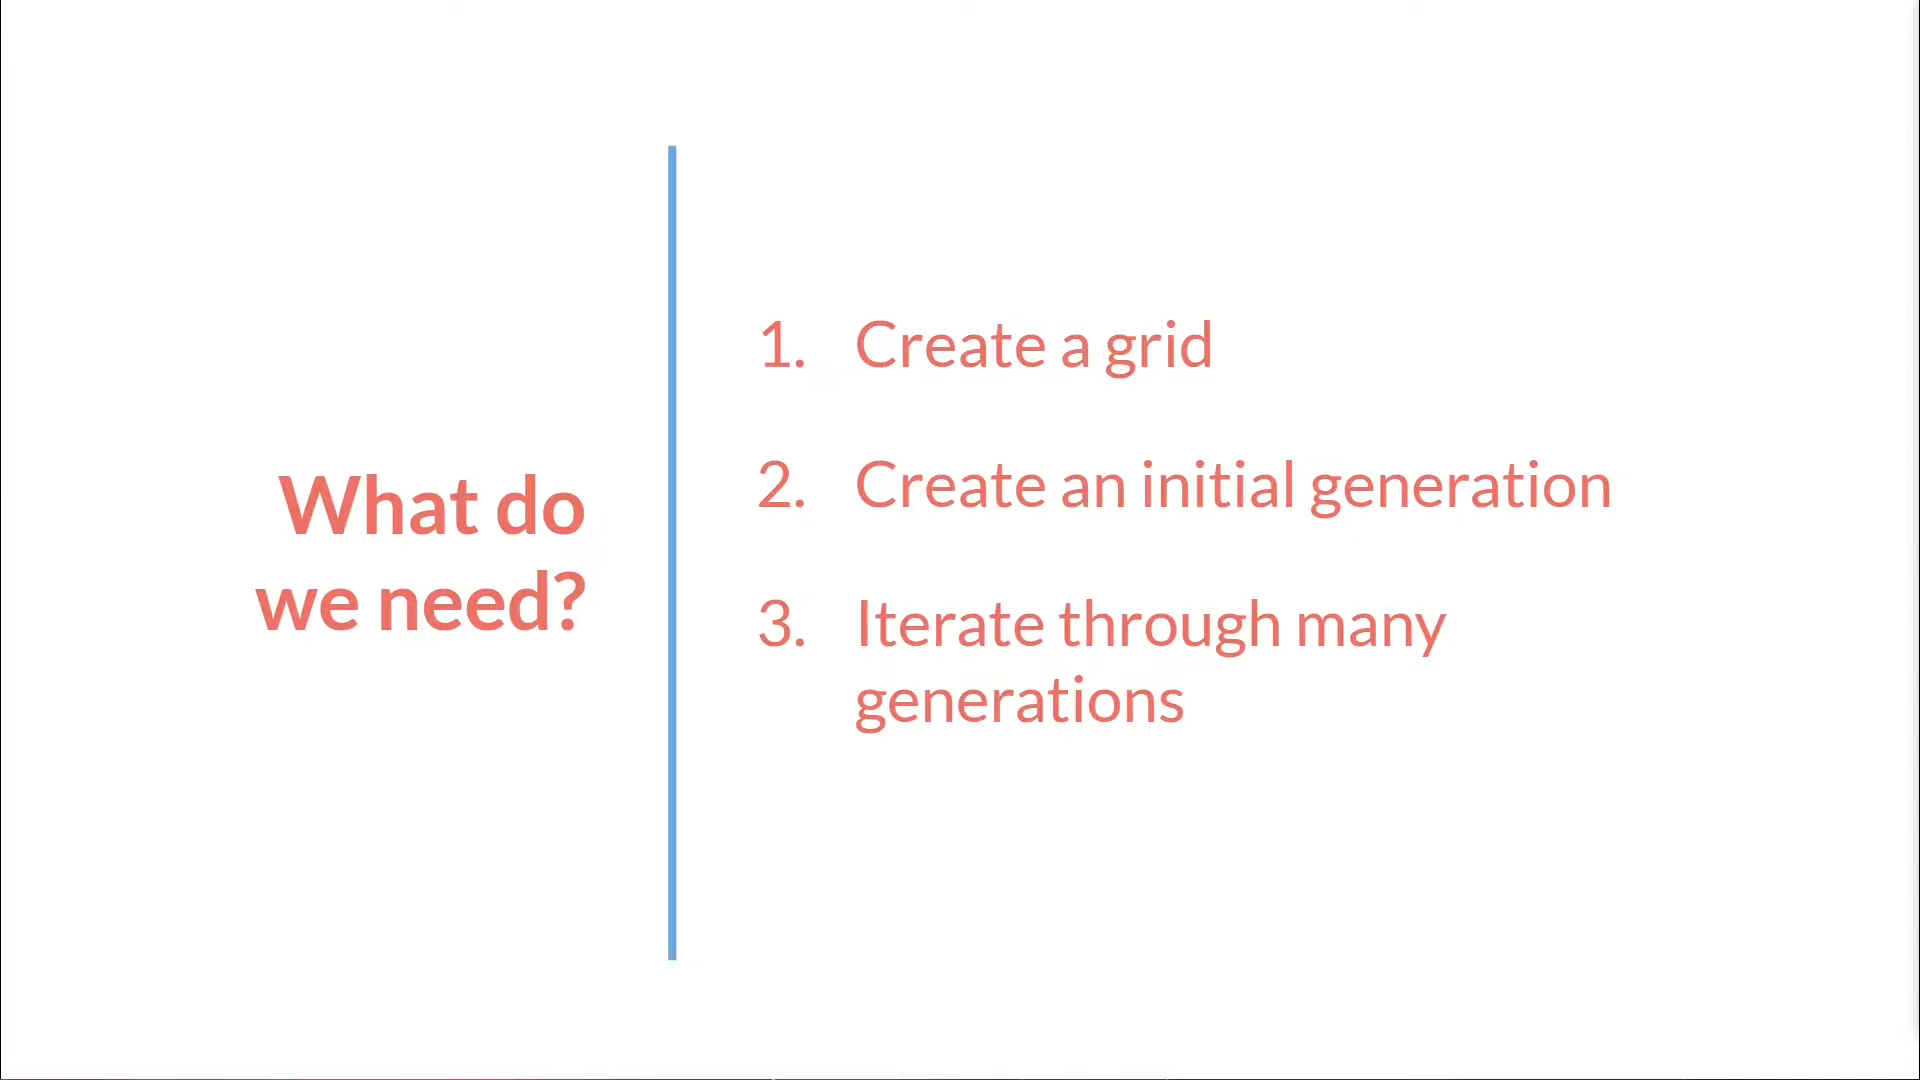 What do
we need?
1. Create a grid
2. Create an initial generation
3. Iterate through many
generations